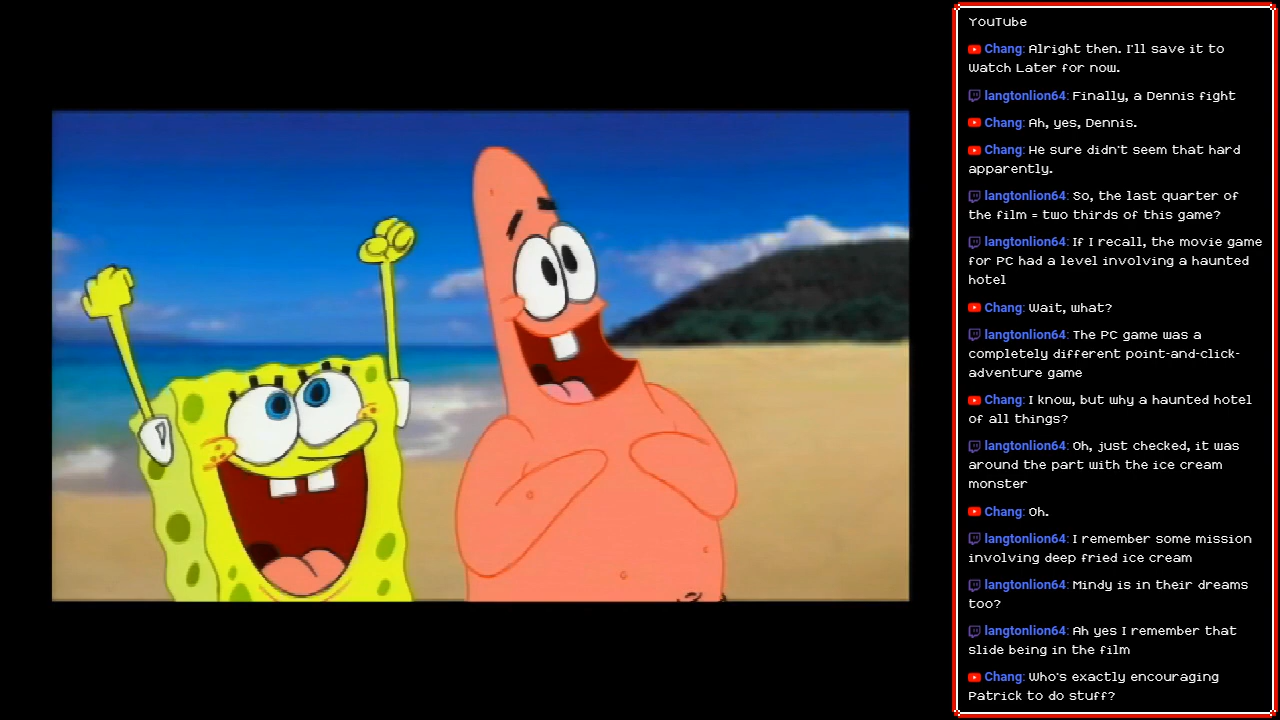 YouTube
Chang: Alright then. I'll save it to
Watch Later for now.
langtonlion64: Finally, a Dennis fight
Chang: Ah, yes, Dennis.
Chang: He sure didn't seem that hard
apparently.
langtonlion64: So, the last quarter of
the film = two thirds of this game?
langtonlion64: If I recall, the movie game
for PC had a level involving a haunted
hotel
Chang: Wait, what?
langtonlion64: The PC game was a
completely different point-and-click-
adventure game
Chang: I know, but why a haunted hotel
of all things?
langtonlion64: Oh, just checked, it was
around the part with the ice cream
monster
Chang: Oh.
langtonlion64: I remember some mission
involving deep fried ice cream
langtonlion64: Mindy is in their dreams
too?
langtonlion64: Ah yes I remember that
slide being in the film
Chang: Who's exactly encouraging
Patrick to do stuff?